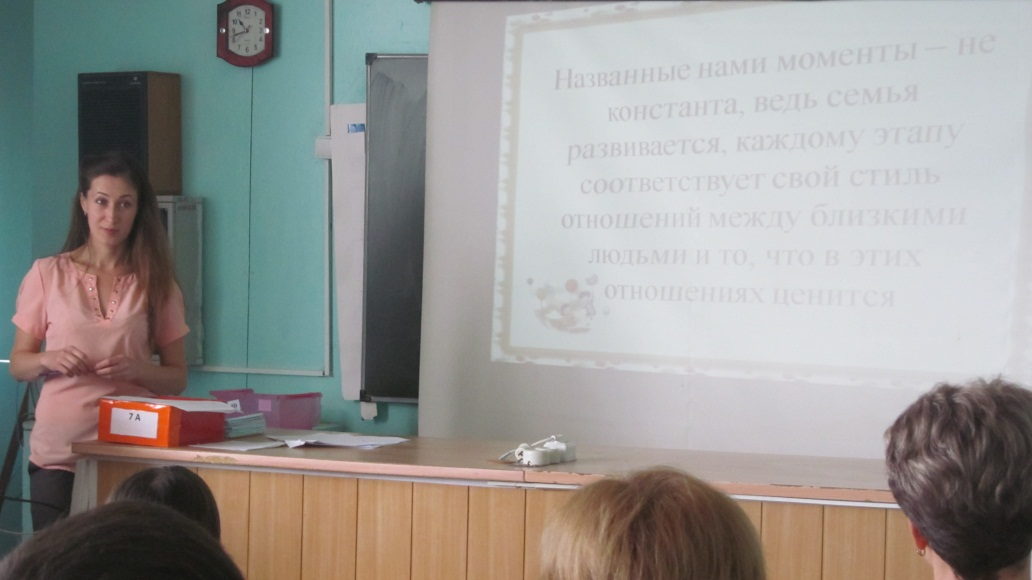 Названные нами моменты – не
константа, ведь семья
развивается, каждому этапу
соответствует свой стиль
отношений между близкими
людьми и то, что в этих
отношениях ценится
7 А